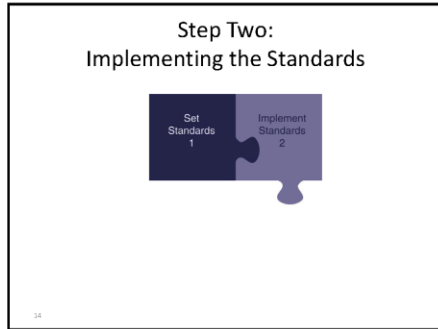 Step Two:
Implementing the Standards
Set
Standards
1
Implement
Standards
2
14